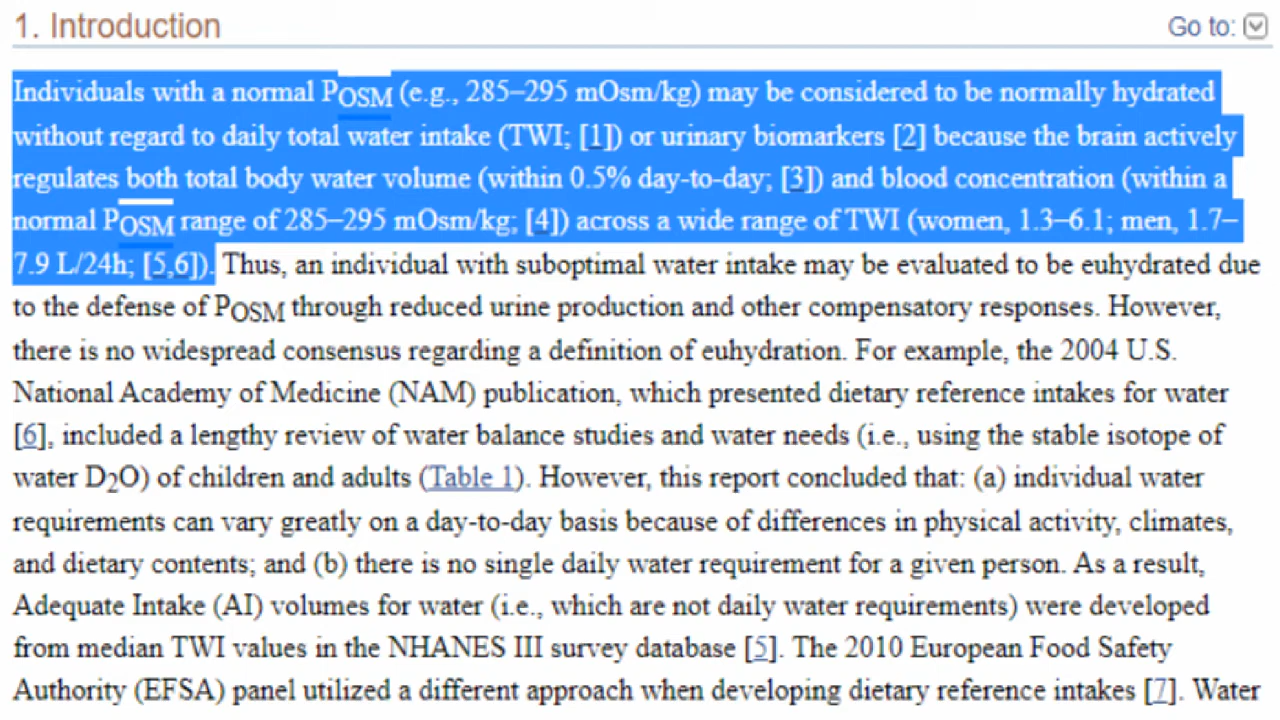 1. Introduction
Go to:
Individuals with a normal POSM (e.g., 285–295 mOsm/kg) may be considered to be normally hydrated
without regard to daily total water intake (TWI; [1]) or urinary biomarkers [2] because the brain actively
regulates both total body water volume (within 0.5% day-to-day; [3]) and blood concentration (within a
normal POSM range of 285–295 mOsm/kg; [4]) across a wide range of TWI (women, 1.3–6.1; men, 1.7–
7.9 L/24h; [5,6]). Thus, an individual with suboptimal water intake may be evaluated to be euhydrated due
to the defense of POSM through reduced urine production and other compensatory responses. However,
there is no widespread consensus regarding a definition of euhydration. For example, the 2004 U.S.
National Academy of Medicine (NAM) publication, which presented dietary reference intakes for water
[6], included a lengthy review of water balance studies and water needs (i.e., using the stable isotope of
water D2O) of children and adults (Table 1). However, this report concluded that: (a) individual water
requirements can vary greatly on a day-to-day basis because of differences in physical activity, climates,
and dietary contents; and (b) there is no single daily water requirement for a given person. As a result,
Adequate Intake (AI) volumes for water (i.e., which are not daily water requirements) were developed
from median TWI values in the NHANES III survey database [5]. The 2010 European Food Safety
Authority (EFSA) panel utilized a different approach when developing dietary reference intakes [7]. Water